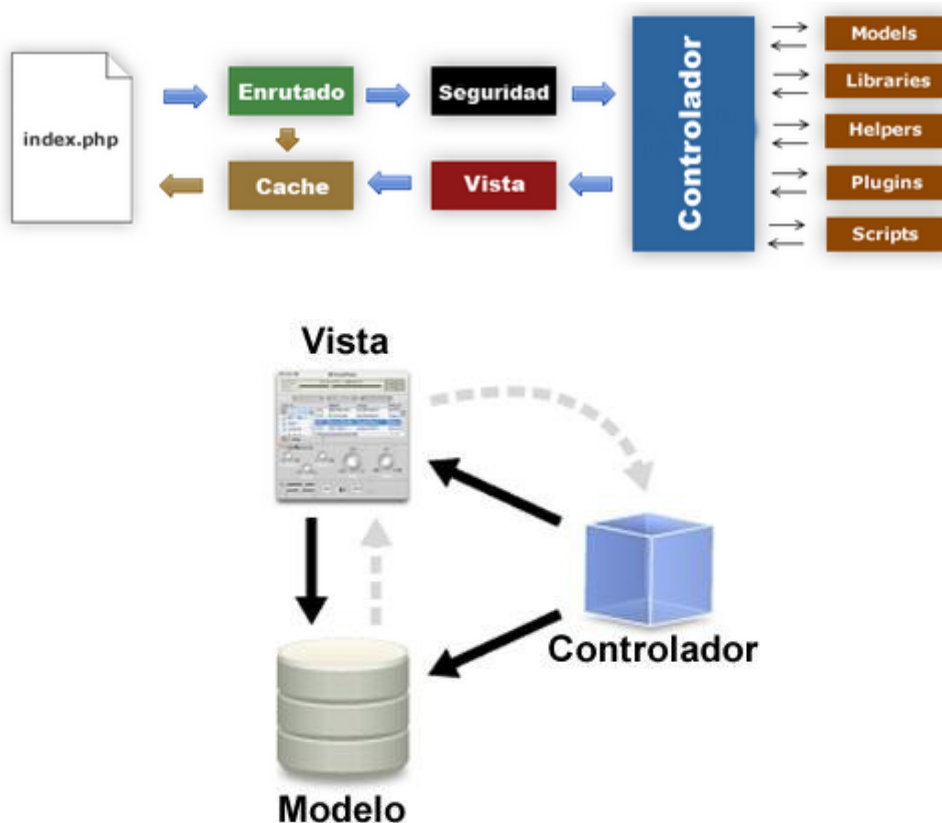 index.php
Enrutado
Seguridad
Controlador
Models
Libraries
Helpers
Plugins
Scripts
Cache
Vista
Vista
Controlador
Modelo